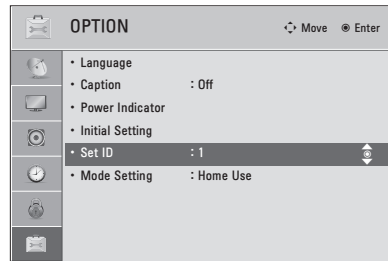 OPTION
Move
Enter
• Language
• Caption : Off
• Power Indicator
• Initial Setting
• Set ID : 1
• Mode Setting : Home Use